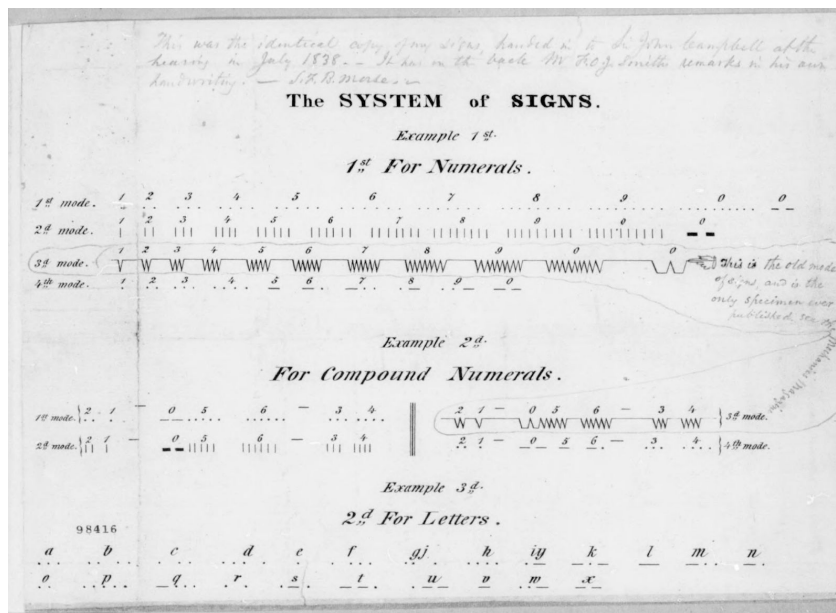 This was the identical copy of my signs, handed in to Sir John Campbell at the
hearing in July 1838. — It has on the back Mr F.O.J. Smith remarks in his own
handwriting. — S.F.B. Morse.
The SYSTEM of SIGNS.
Example 1st.
1st For Numerals.
1st mode. 1 2 3 4 5 6 7 8 9 0 0
2d mode. 1 2 3 4 5 6 7 8 9 0 0
3d mode. 1 2 3 4 5 6 7 8 9 0 0
This is the old mode
of signs, and is the
only specimen ever
published. see
Mechanics Magazine
4th mode. 1 2 3 4 5 6 7 8 9 0
Example 2d.
For Compound Numerals.
1st mode. 2 1 — 0 5 6 — 3 4
2 1 — 0 5 6 — 3 4 3d mode.
2d mode. 2 1 — 0 5 6 — 3 4
2 1 — 0 5 6 — 3 4 4th mode.
Example 3d.
2d For Letters.
98416
a b c d e f gj h iy k l m n
o p q r s t u v w x